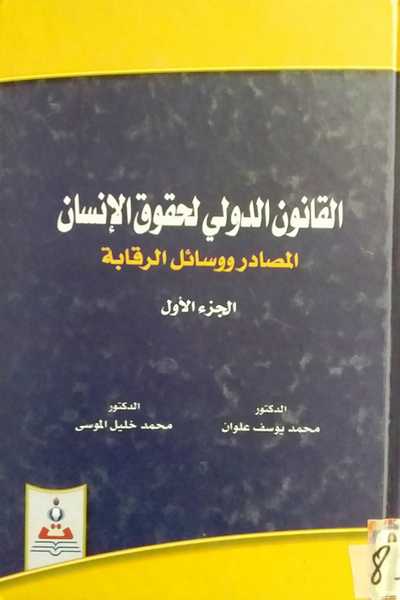 القانون الدولي لحقوق الإنسان
المصادر ووسائل الرقابة
الجزء الأول
الدكتور
محمد يوسف علوان
الدكتور
محمد خليل الموسى
8